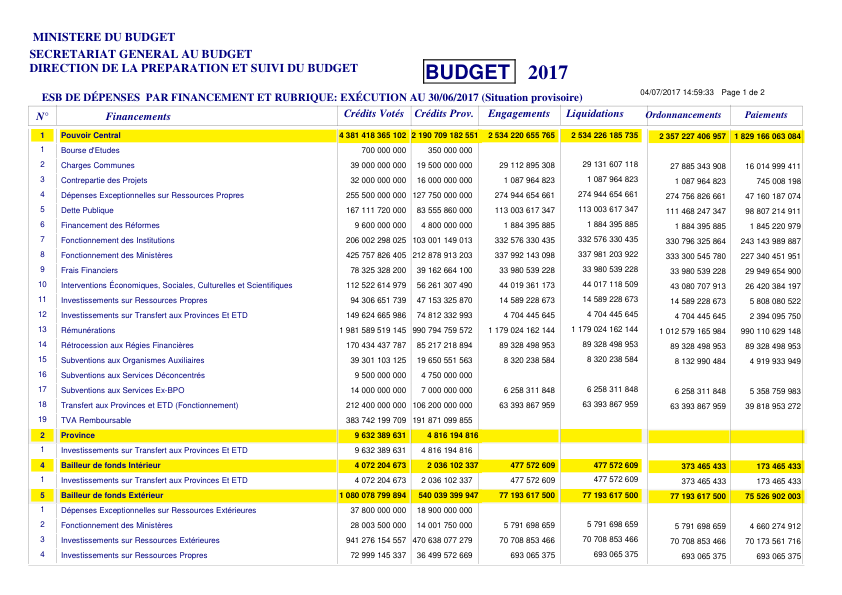 MINISTERE DU BUDGET
SECRETARIAT GENERAL AU BUDGET
DIRECTION DE LA PREPARATION ET SUIVI DU BUDGET
BUDGET 2017
04/07/2017 14:59:33 Page 1 de 2
ESB DE DÉPENSES PAR FINANCEMENT ET RUBRIQUE: EXÉCUTION AU 30/06/2017 (Situation provisoire)
N° Financements Crédits Votés Crédits Prov. Engagements Liquidations Ordonnancements Paiements
1 Pouvoir Central 4 381 418 365 102 2 190 709 182 551 2 534 220 655 765 2 534 226 185 735 2 357 227 406 957 1 829 166 063 084
1 Bourse d'Etudes 700 000 000 350 000 000
2 Charges Communes 39 000 000 000 19 500 000 000 29 112 895 308 29 131 607 118 27 885 343 908 16 014 999 411
3 Contrepartie des Projets 32 000 000 000 16 000 000 000 1 087 964 823 1 087 964 823 1 087 964 823 745 008 198
4 Dépenses Exceptionnelles sur Ressources Propres 255 500 000 000 127 750 000 000 274 944 654 661 274 944 654 661 274 756 826 661 47 160 187 074
5 Dette Publique 167 111 720 000 83 555 860 000 113 003 617 347 113 003 617 347 111 468 247 347 98 807 214 911
6 Financement des Réformes 9 600 000 000 4 800 000 000 1 884 395 885 1 884 395 885 1 884 395 885 1 845 220 979
7 Fonctionnement des Institutions 206 002 298 025 103 001 149 013 332 576 330 435 332 576 330 435 330 796 325 864 243 143 989 887
8 Fonctionnement des Ministères 425 757 826 405 212 878 913 203 337 992 143 098 337 981 203 922 333 300 545 780 227 340 451 951
9 Frais Financiers 78 325 328 200 39 162 664 100 33 980 539 228 33 980 539 228 33 980 539 228 29 949 654 900
10 Interventions Économiques, Sociales, Culturelles et Scientifiques 112 522 614 979 56 261 307 490 44 019 361 173 44 017 118 509 43 080 707 913 26 420 384 197
11 Investissements sur Ressources Propres 94 306 651 739 47 153 325 870 14 589 228 673 14 589 228 673 14 589 228 673 5 808 080 522
12 Investissements sur Transfert aux Provinces Et ETD 149 624 665 986 74 812 332 993 4 704 445 645 4 704 445 645 4 704 445 645 2 394 095 750
13 Rémunérations 1 981 589 519 145 990 794 759 572 1 179 024 162 144 1 179 024 162 144 1 012 579 165 984 990 110 629 148
14 Rétrocession aux Régies Financières 170 434 437 787 85 217 218 894 89 328 498 953 89 328 498 953 89 328 498 953 89 328 498 953
15 Subventions aux Organismes Auxiliaires 39 301 103 125 19 650 551 563 8 320 238 584 8 320 238 584 8 132 990 484 4 919 933 949
16 Subventions aux Services Déconcentrés 9 500 000 000 4 750 000 000
17 Subventions aux Services Ex-BPO 14 000 000 000 7 000 000 000 6 258 311 848 6 258 311 848 6 258 311 848 5 358 759 983
18 Transfert aux Provinces et ETD (Fonctionnement) 212 400 000 000 106 200 000 000 63 393 867 959 63 393 867 959 63 393 867 959 39 818 953 272
19 TVA Remboursable 383 742 199 709 191 871 099 855
2 Province 9 632 389 631 4 816 194 816
1 Investissements sur Transfert aux Provinces Et ETD 9 632 389 631 4 816 194 816
4 Bailleur de fonds Intérieur 4 072 204 673 2 036 102 337 477 572 609 477 572 609 373 465 433 173 465 433
1 Investissements sur Transfert aux Provinces Et ETD 4 072 204 673 2 036 102 337 477 572 609 477 572 609 373 465 433 173 465 433
5 Bailleur de fonds Extérieur 1 080 078 799 894 540 039 399 947 77 193 617 500 77 193 617 500 77 193 617 500 75 526 902 003
1 Dépenses Exceptionnelles sur Ressources Extérieures 37 800 000 000 18 900 000 000
2 Fonctionnement des Ministères 28 003 500 000 14 001 750 000 5 791 698 659 5 791 698 659 5 791 698 659 4 660 274 912
3 Investissements sur Ressources Extérieures 941 276 154 557 470 638 077 279 70 708 853 466 70 708 853 466 70 708 853 466 70 173 561 716
4 Investissements sur Ressources Propres 72 999 145 337 36 499 572 669 693 065 375 693 065 375 693 065 375 693 065 375